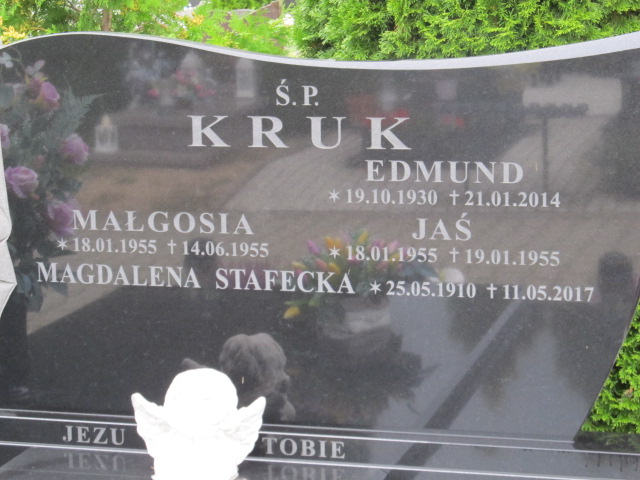 Ś.P.
KRUK
EDMUND
✶ 19.10.1930 † 21.01.2014
MAŁGOSIA
✶ 18.01.1955 † 14.06.1955
JAŚ
✶ 18.01.1955 † 19.01.1955
MAGDALENA STAFECKA ✶ 25.05.1910 † 11.05.2017
JEZU TOBIE